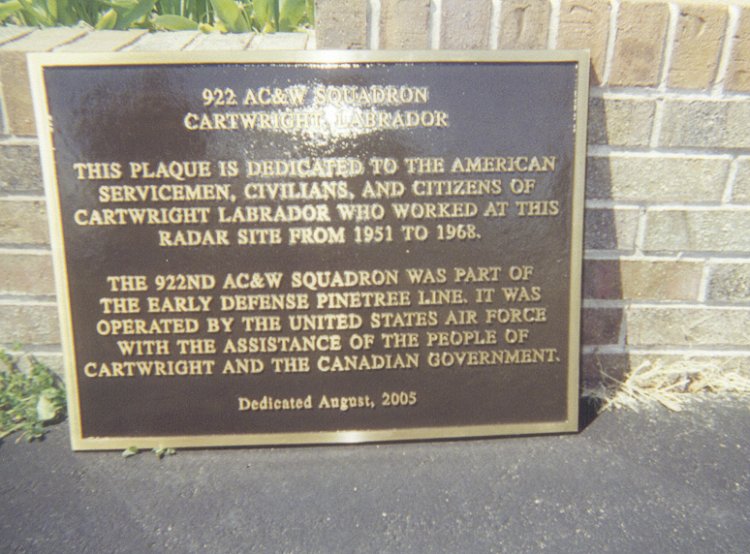 922 AC&W SQUADRON
CARTWRIGHT, LABRADOR
THIS PLAQUE IS DEDICATED TO THE AMERICAN
SERVICEMEN, CIVILIANS, AND CITIZENS OF
CARTWRIGHT LABRADOR WHO WORKED AT THIS
RADAR SITE FROM 1951 TO 1968.
THE 922ND AC&W SQUADRON WAS PART OF
THE EARLY DEFENSE PINETREE LINE. IT WAS
OPERATED BY THE UNITED STATES AIR FORCE
WITH THE ASSISTANCE OF THE PEOPLE OF
CARTWRIGHT AND THE CANADIAN GOVERNMENT.
Dedicated August, 2005